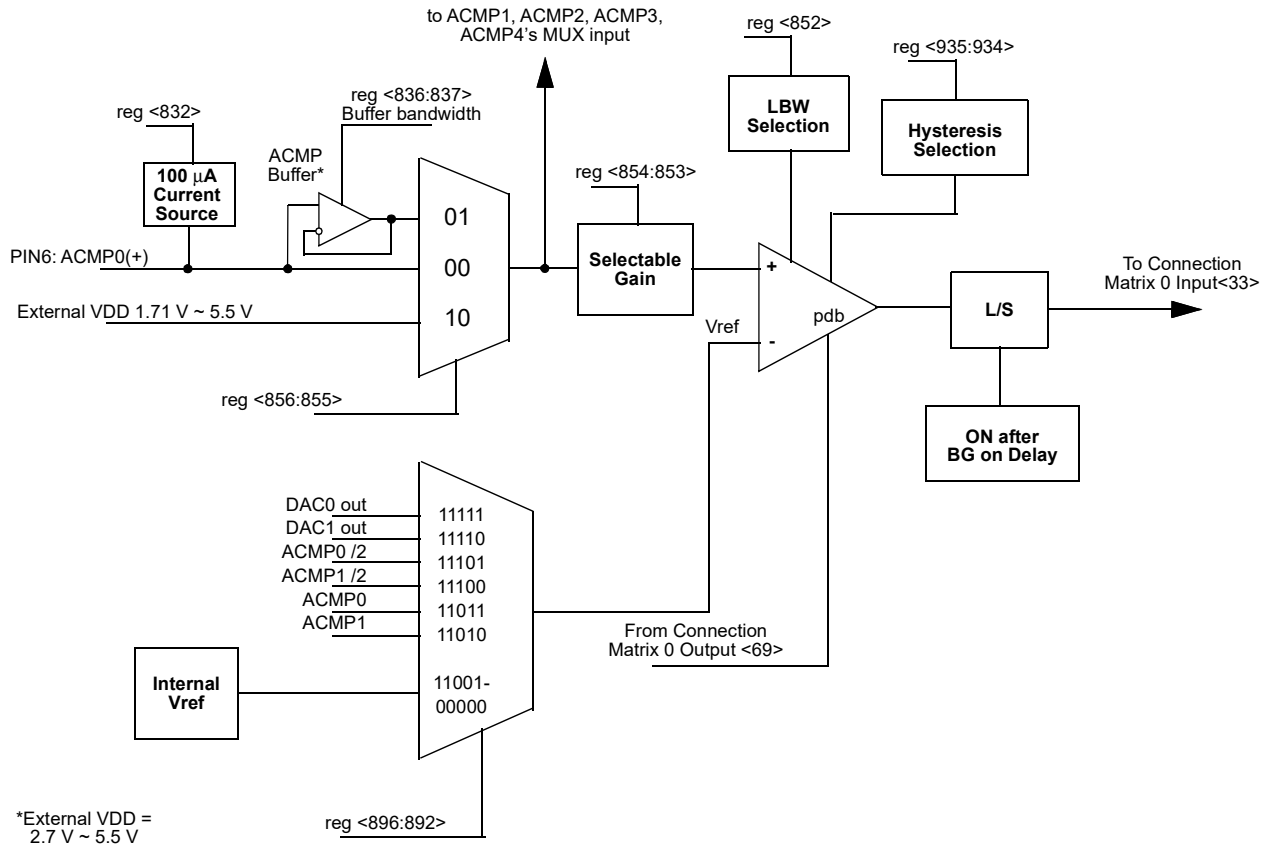 to ACMP1, ACMP2, ACMP3,
ACMP4's MUX input
reg <852>
reg <935:934>
reg <832>
reg <836:837>
Buffer bandwidth
LBW
Selection
Hysteresis
Selection
ACMP
Buffer*
100 μA
Current
Source
reg <854:853>
01
PIN6: ACMP0(+)
00
Selectable
Gain
+
To Connection
Matrix 0 Input<33>
External VDD 1.71 V ~ 5.5 V
10
Vref
-
pdb
L/S
reg <856:855>
ON after
BG on Delay
DAC0 out
11111
DAC1 out
11110
ACMP0 /2
11101
ACMP1 /2
11100
ACMP0
11011
ACMP1
11010
From Connection
Matrix 0 Output <69>
Internal
Vref
11001-
00000
*External VDD =
2.7 V ~ 5.5 V
reg <896:892>